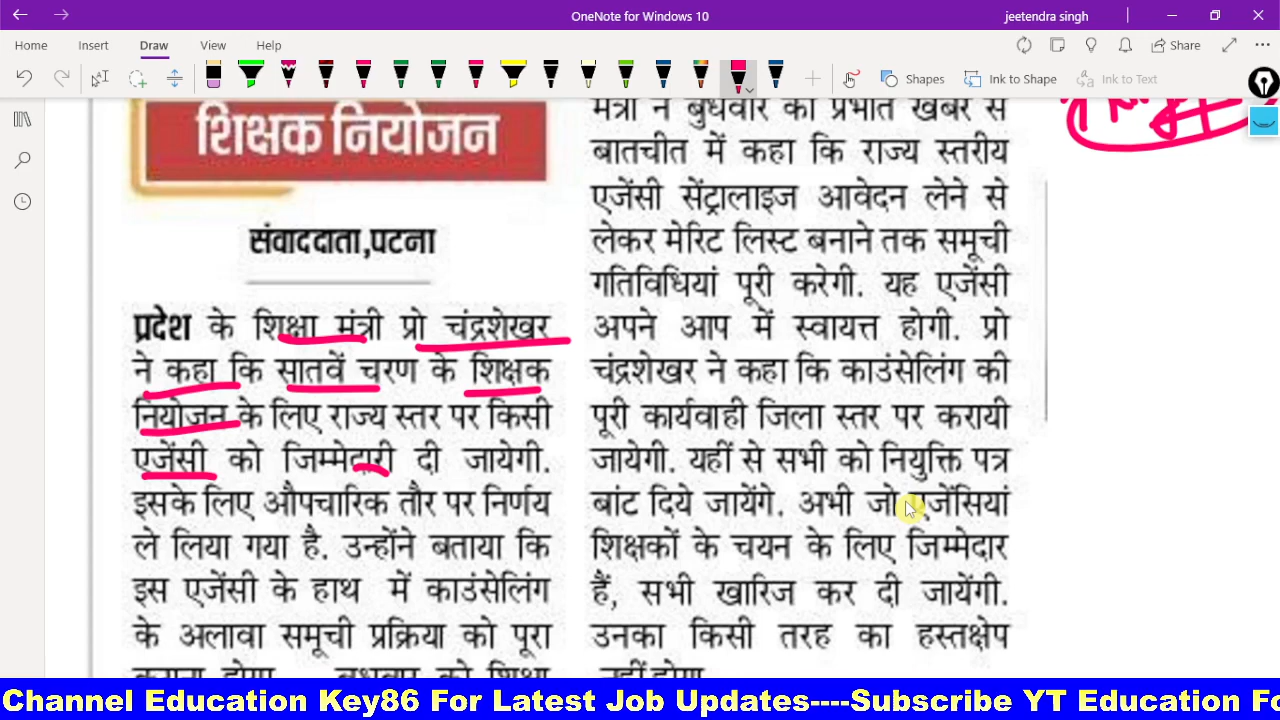 OneNote for Windows 10
jeetendra singh
Home Insert Draw View Help
Share
Shapes
Ink to Shape
Ink to Text
शिक्षक नियोजन
संवाददाता,पटना
प्रदेश के शिक्षा मंत्री प्रो चंद्रशेखर
ने कहा कि सातवें चरण के शिक्षक
नियोजन के लिए राज्य स्तर पर किसी
एजेंसी को जिम्मेदारी दी जायेगी.
इसके लिए औपचारिक तौर पर निर्णय
ले लिया गया है. उन्होंने बताया कि
इस एजेंसी के हाथ में काउंसेलिंग
के अलावा समूची प्रक्रिया को पूरा
मंत्री ने बुधवार को प्रभात खबर से
बातचीत में कहा कि राज्य स्तरीय
एजेंसी सेंट्रालाइज आवेदन लेने से
लेकर मेरिट लिस्ट बनाने तक समूची
गतिविधियां पूरी करेगी. यह एजेंसी
अपने आप में स्वायत्त होगी. प्रो
चंद्रशेखर ने कहा कि काउंसेलिंग की
पूरी कार्यवाही जिला स्तर पर करायी
जायेगी. यहीं से सभी को नियुक्ति पत्र
बांट दिये जायेंगे. अभी जो एजेंसियां
शिक्षकों के चयन के लिए जिम्मेदार
हैं, सभी खारिज कर दी जायेंगी.
उनका किसी तरह का हस्तक्षेप
नहीं होगा
Channel Education Key86 For Latest Job Updates----Subscribe YT Education Fo